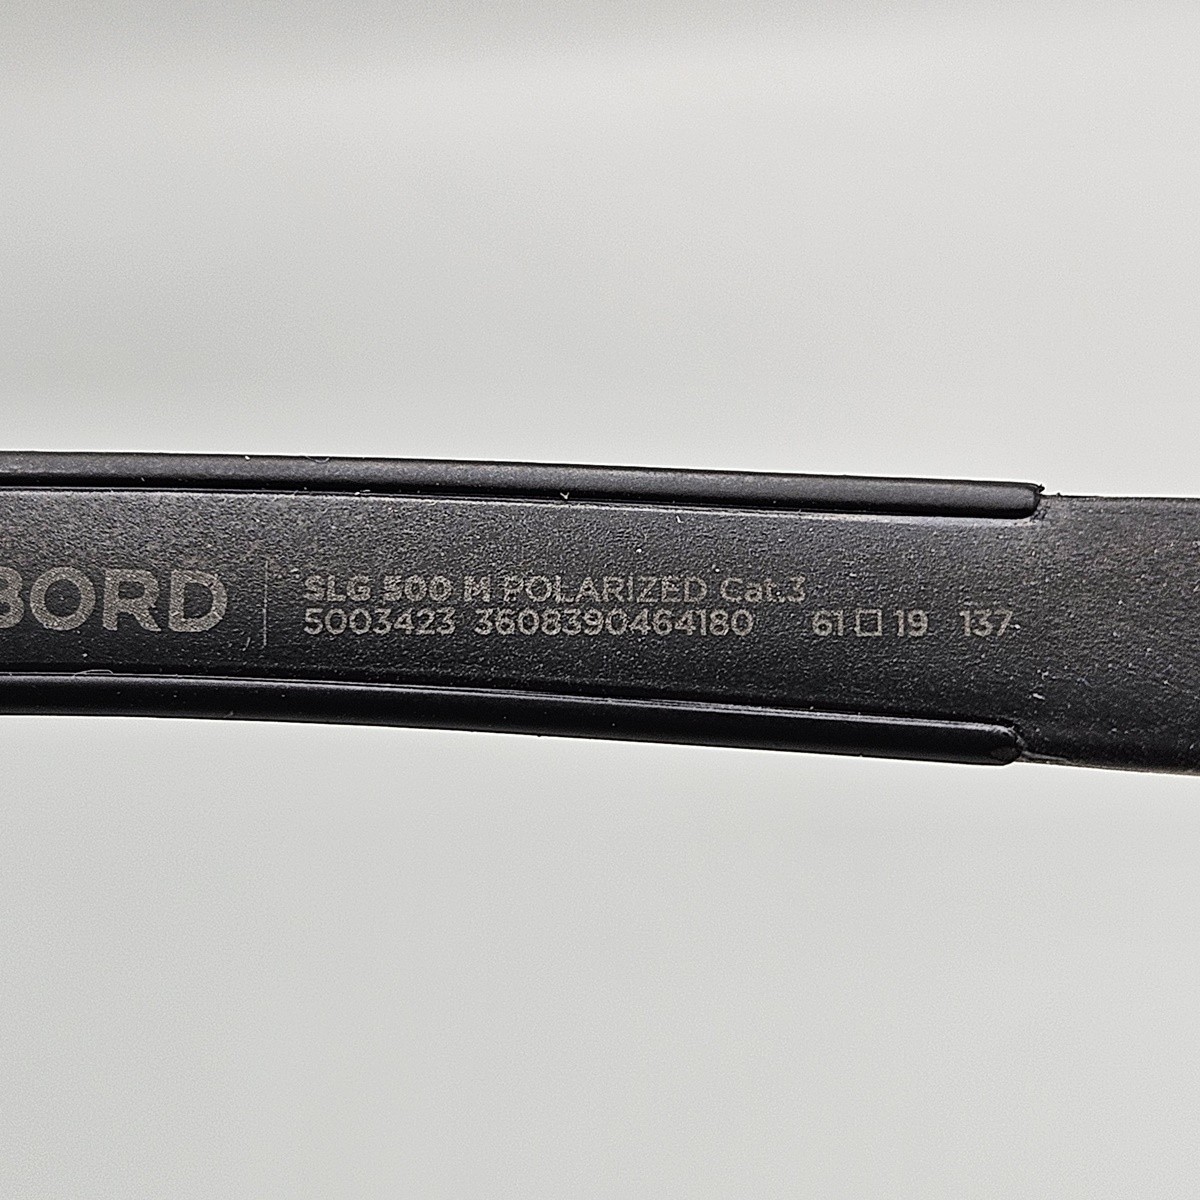 BORD
SLG 500 M POLARIZED Cat.3
5003423 3608390464180 61□19 137